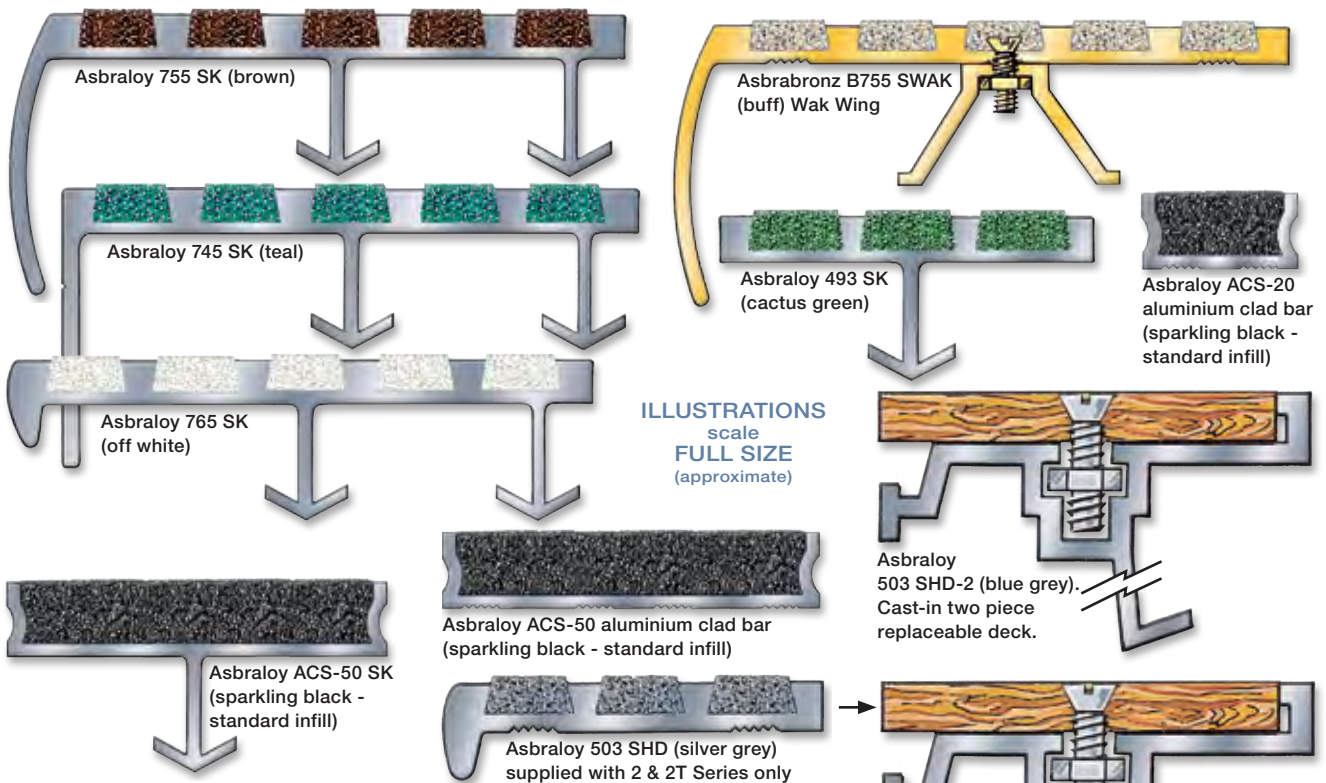 Asbraloy 755 SK (brown)
Asbrabronz B755 SWAK
(buff) Wak Wing
Asbraloy 745 SK (teal)
Asbraloy 493 SK
(cactus green)
Asbraloy ACS-20
aluminium clad bar
(sparkling black -
standard infill)
Asbraloy 765 SK
(off white)
ILLUSTRATIONS
scale
FULL SIZE
(approximate)
Asbraloy
503 SHD-2 (blue grey).
Cast-in two piece
replaceable deck.
Asbraloy ACS-50 aluminium clad bar
(sparkling black - standard infill)
Asbraloy ACS-50 SK
(sparkling black -
standard infill)
Asbraloy 503 SHD (silver grey)
supplied with 2 & 2T Series only